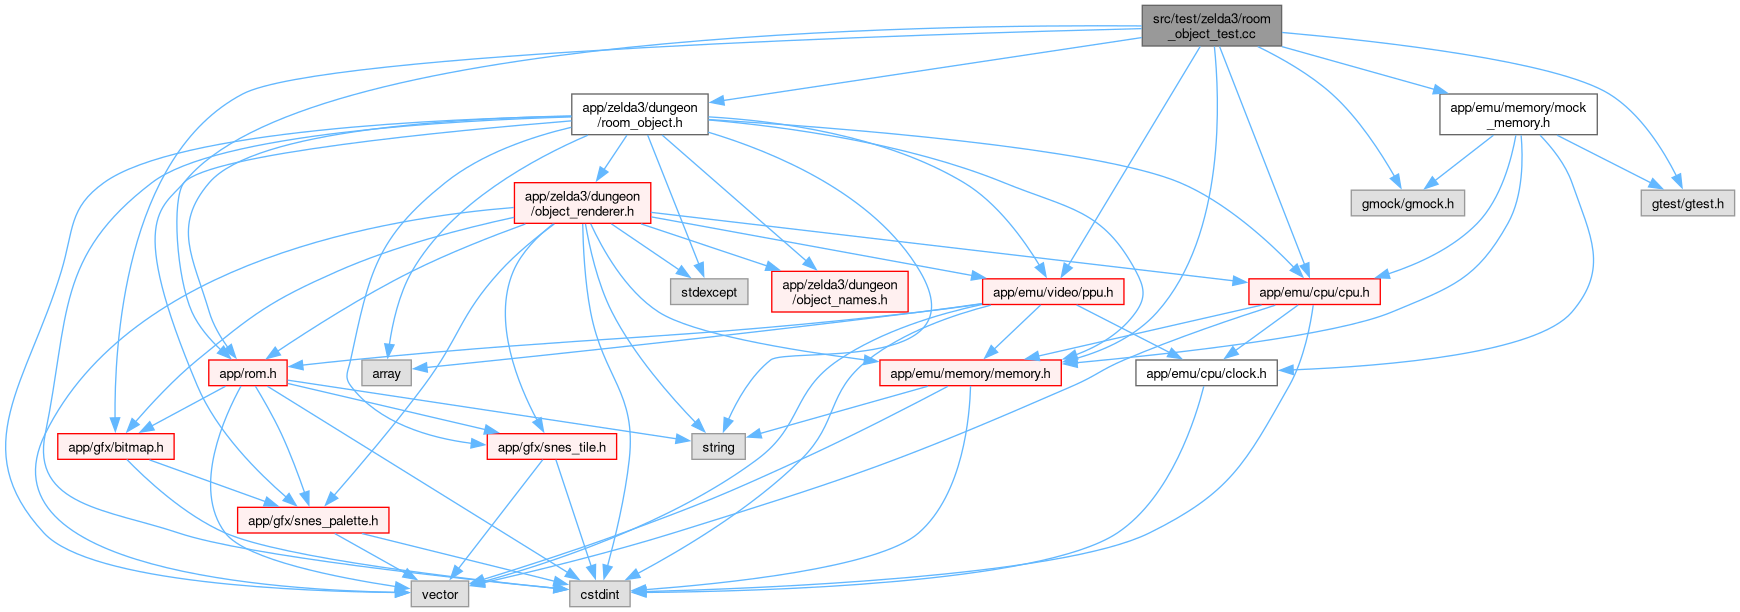 src/test/zelda3/room
_object_test.cc
app/zelda3/dungeon
/room_object.h
app/emu/memory/mock
_memory.h
app/zelda3/dungeon
/object_renderer.h
gmock/gmock.h
gtest/gtest.h
stdexcept
app/zelda3/dungeon
/object_names.h
app/emu/video/ppu.h
app/emu/cpu/cpu.h
app/rom.h
array
app/emu/memory/memory.h
app/emu/cpu/clock.h
app/gfx/bitmap.h
app/gfx/snes_tile.h
string
app/gfx/snes_palette.h
vector
cstdint